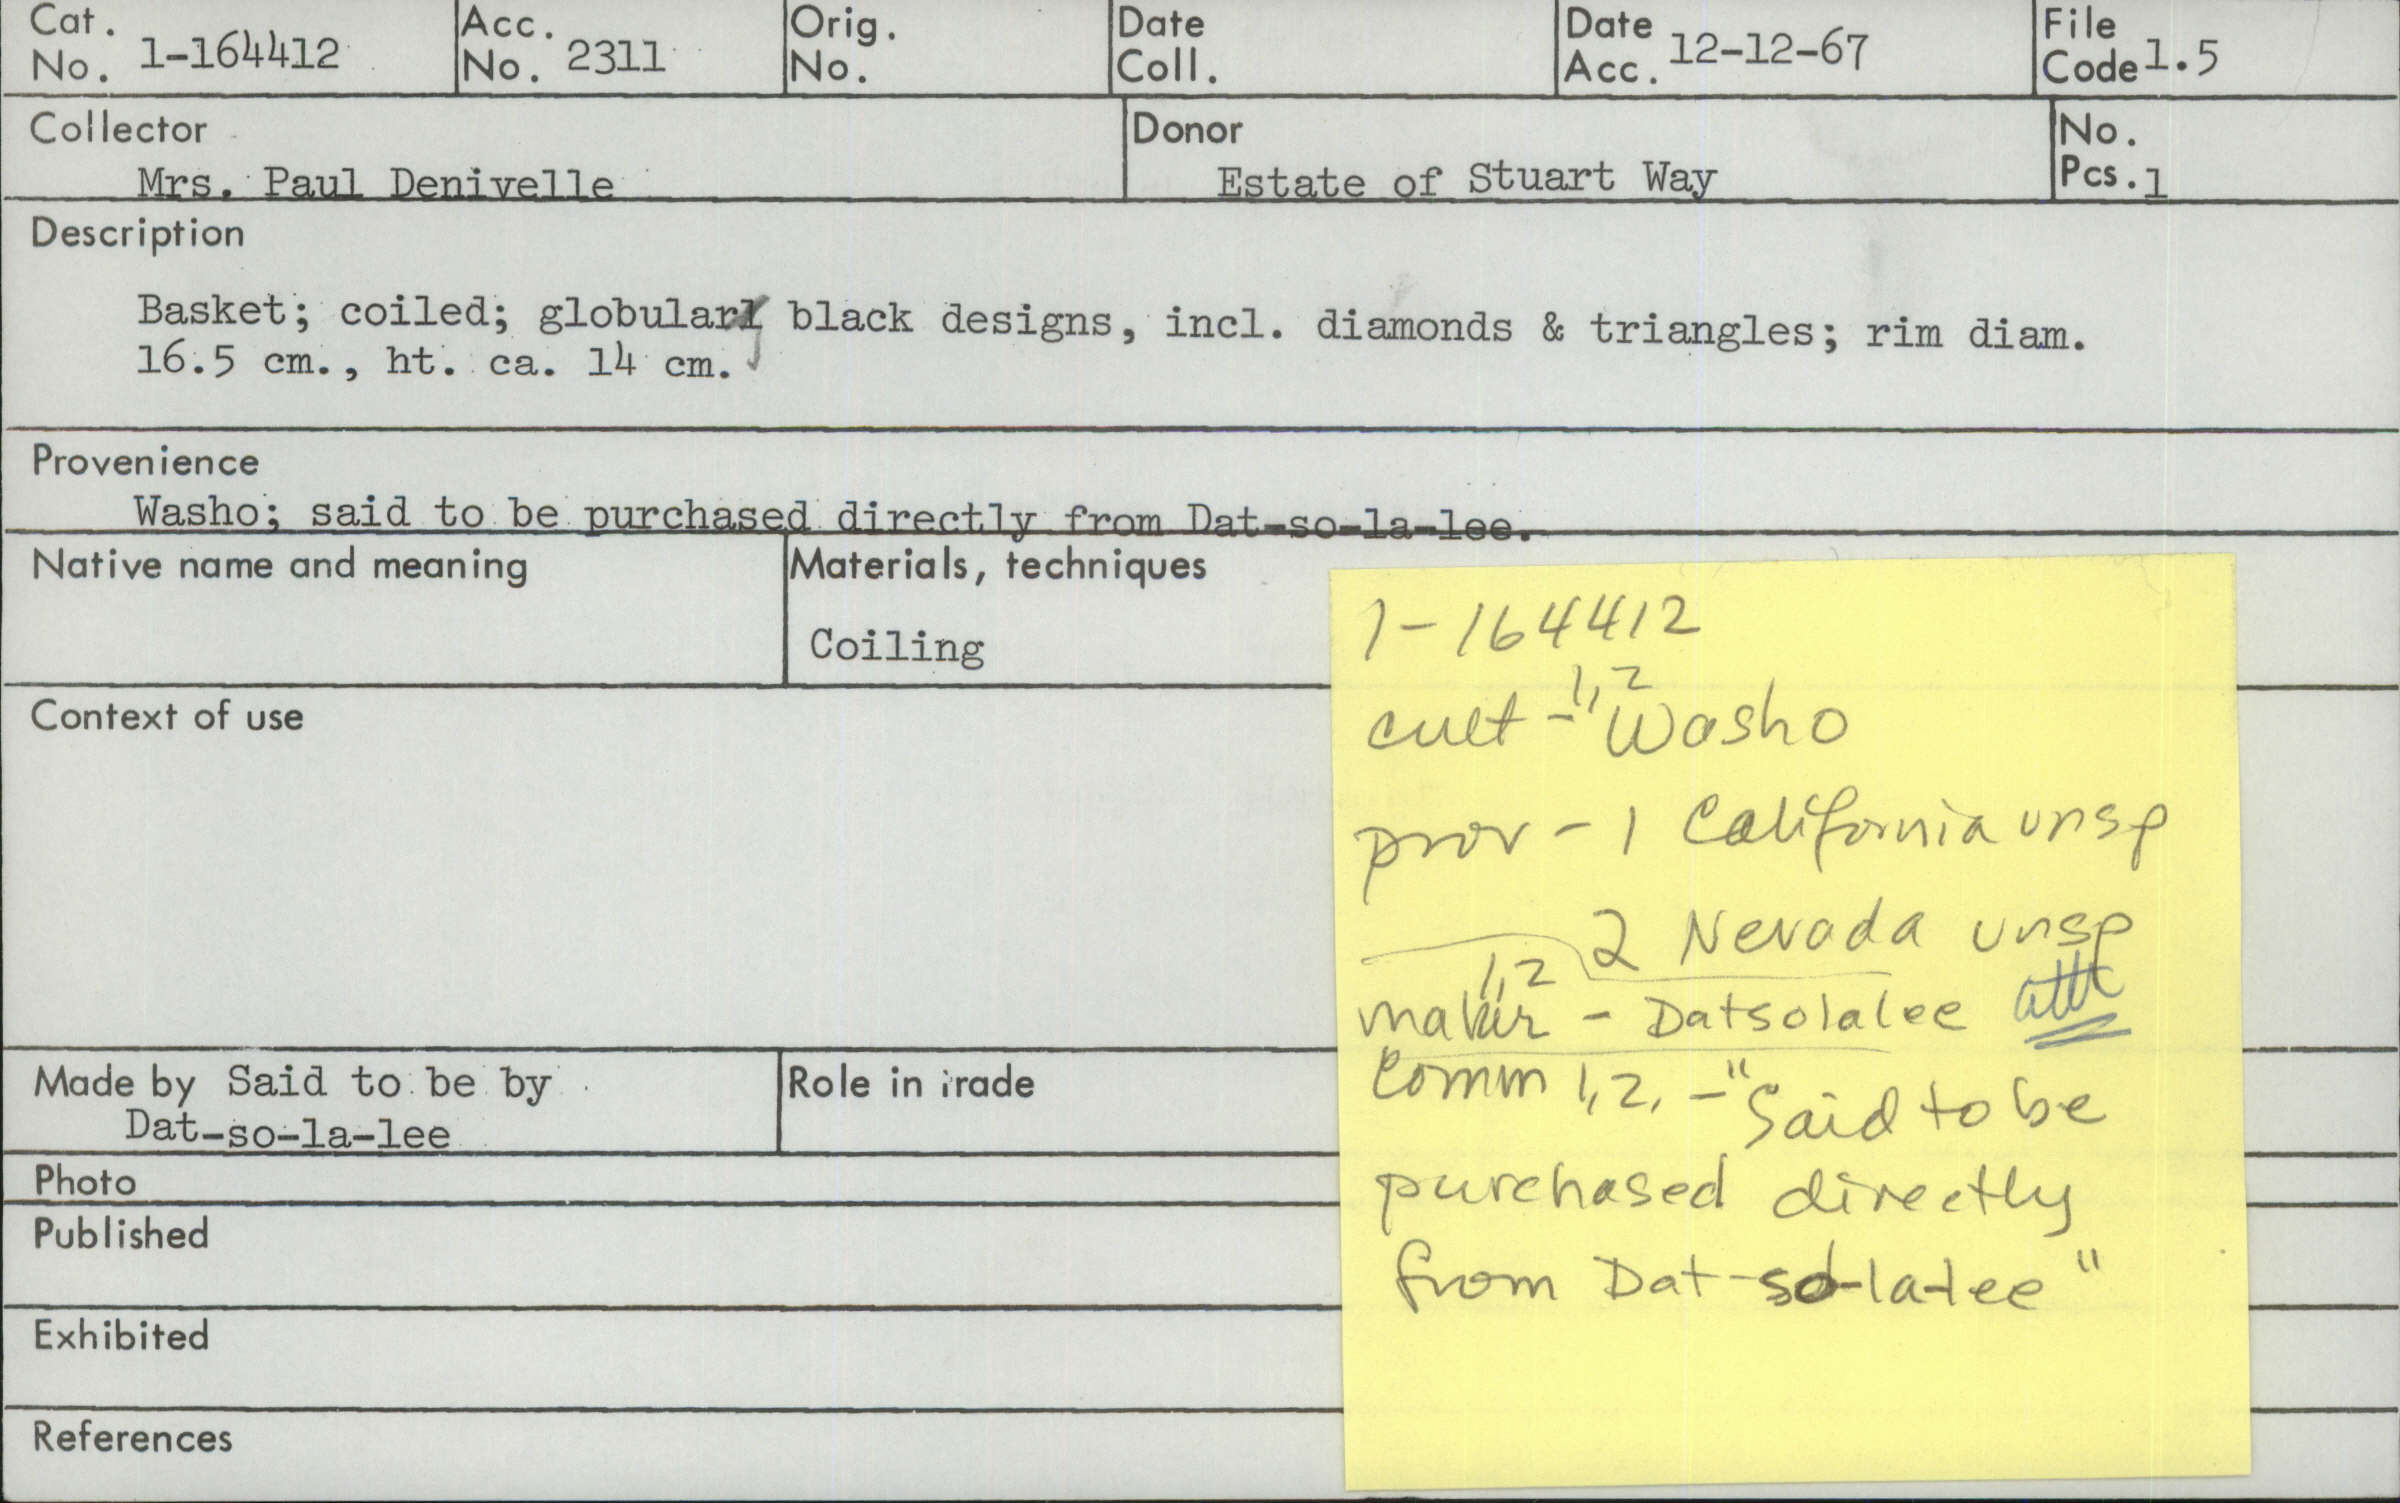 Cat. No. 1-164412
Acc. No. 2311
Orig. No.
Date Coll.
Date Acc. 12-12-67
File Code 1.5
Collector
Mrs. Paul Denivelle
Donor
Estate of Stuart Way
No. Pcs. 1
Description
Basket; coiled; globular; black designs, incl. diamonds & triangles; rim diam.
16.5 cm., ht. ca. 14 cm.
Provenience
Washo; said to be purchased directly from Dat-so-la-lee.
Native name and meaning
Materials, techniques
Coiling
Context of use
Made by Said to be by
Dat-so-la-lee
Role in trade
Photo
Published
Exhibited
References
1-164412
1,2
cult - "Washo
prov - 1 California unsp
2 Nevada unsp
1,2
maker - Datsolalee att
Comm 1,2, - "Said to be
purchased directly
from Dat-so-la-lee"